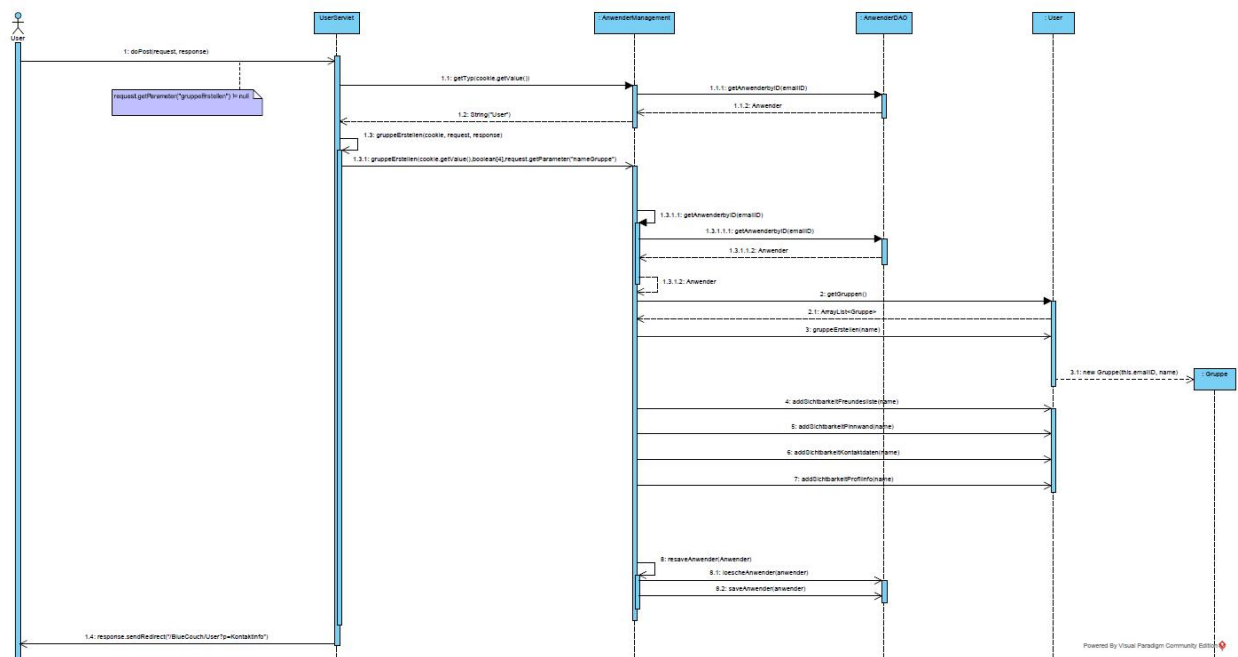 UserServlet
: AnwenderManagement
: AnwenderDAO
: User
User
1: doPost(request, response)
request.getParameter("gruppeErstellen") != null
1.1: getTyp(cookie.getValue())
1.1.1: getAnwenderbyID(emailID)
1.1.2: Anwender
1.2: String("User")
1.3: gruppeErstellen(cookie, request, response)
1.3.1: gruppeErstellen(cookie.getValue(),boolean[4],request.getParameter("nameGruppe")
1.3.1.1: getAnwenderbyID(emailID)
1.3.1.1.1: getAnwenderbyID(emailID)
1.3.1.1.2: Anwender
1.3.1.2: Anwender
2: getGruppen()
2.1: ArrayList<Gruppe>
3: gruppeErstellen(name)
3.1: new Gruppe(this.emailID, name)
: Gruppe
4: addSichtbarkeitFreundesliste(name)
5: addSichtbarkeitPinnwand(name)
6: addSichtbarkeitKontaktdaten(name)
7: addSichtbarkeitProfilInfo(name)
8: resaveAnwender(Anwender)
8.1: loescheAnwender(anwender)
8.2: saveAnwender(anwender)
1.4: response.sendRedirect("/BlueCouch/User?p=KontaktInfo")
Powered By Visual Paradigm Community Edition